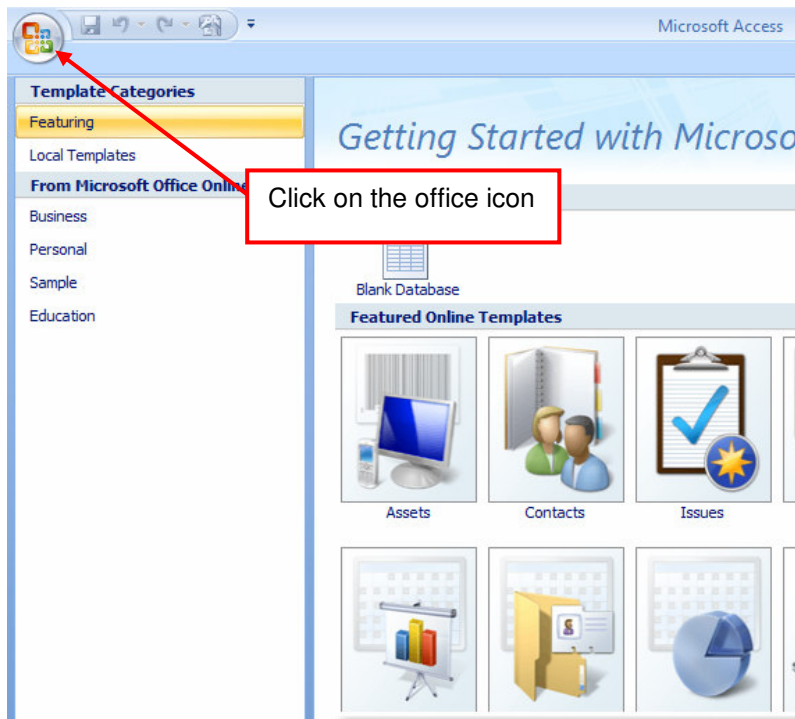 Microsoft Access
Template Categories
Featuring
Local Templates
From Microsoft Office Online
Business
Personal
Sample
Education
Getting Started with Microso
Click on the office icon
Blank Database
Featured Online Templates
Assets
Contacts
Issues